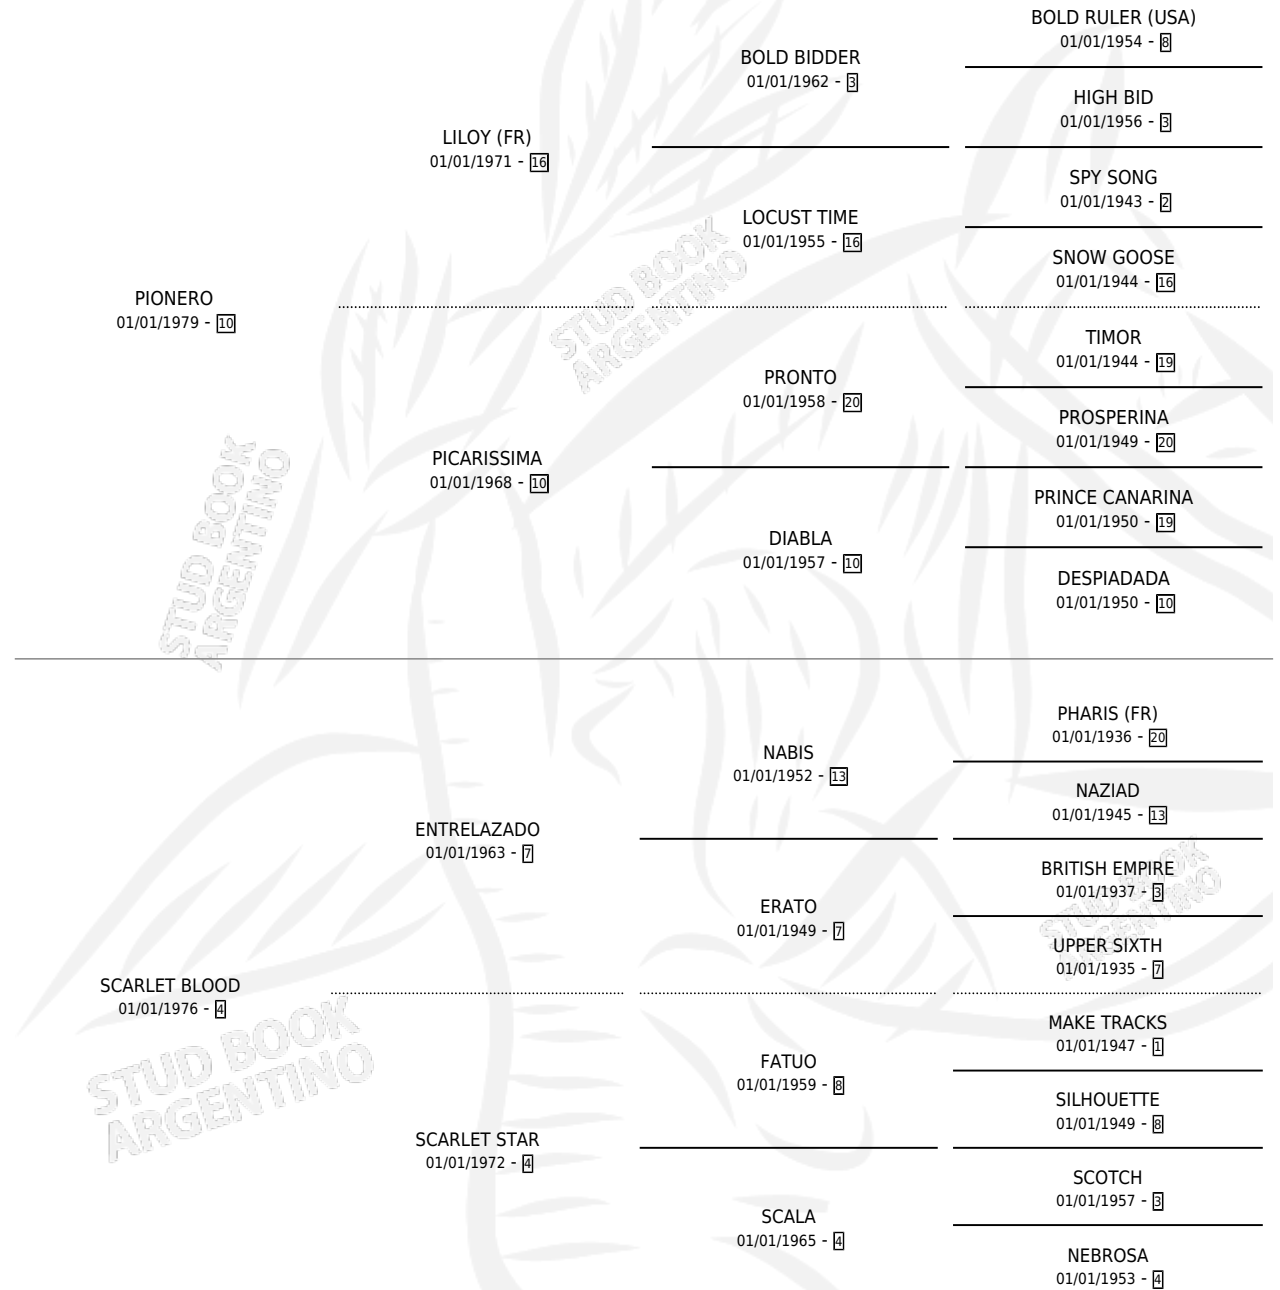 BOLD RULER (USA)
01/01/1954 - 8
BOLD BIDDER
01/01/1962 - 3
HIGH BID
01/01/1956 - 3
LILOY (FR)
01/01/1971 - 16
SPY SONG
01/01/1943 - 2
LOCUST TIME
01/01/1955 - 16
SNOW GOOSE
01/01/1944 - 16
PIONERO
01/01/1979 - 10
TIMOR
01/01/1944 - 19
PRONTO
01/01/1958 - 20
PROSPERINA
01/01/1949 - 20
PICARISSIMA
01/01/1968 - 10
PRINCE CANARINA
01/01/1950 - 19
DIABLA
01/01/1957 - 10
DESPIADADA
01/01/1950 - 10
PHARIS (FR)
01/01/1936 - 20
NABIS
01/01/1952 - 13
NAZIAD
01/01/1945 - 13
ENTRELAZADO
01/01/1963 - 7
BRITISH EMPIRE
01/01/1937 - 3
ERATO
01/01/1949 - 7
UPPER SIXTH
01/01/1935 - 7
SCARLET BLOOD
01/01/1976 - 4
MAKE TRACKS
01/01/1947 - 1
FATUO
01/01/1959 - 8
SILHOUETTE
01/01/1949 - 8
SCARLET STAR
01/01/1972 - 4
SCOTCH
01/01/1957 - 3
SCALA
01/01/1965 - 4
NEBROSA
01/01/1953 - 4
STUD BOOK
ARGENTINO
STUD BOOK
ARGENTINO
STUD BOOK
ARGENTINO
STUD BOOK
ARGENTINO